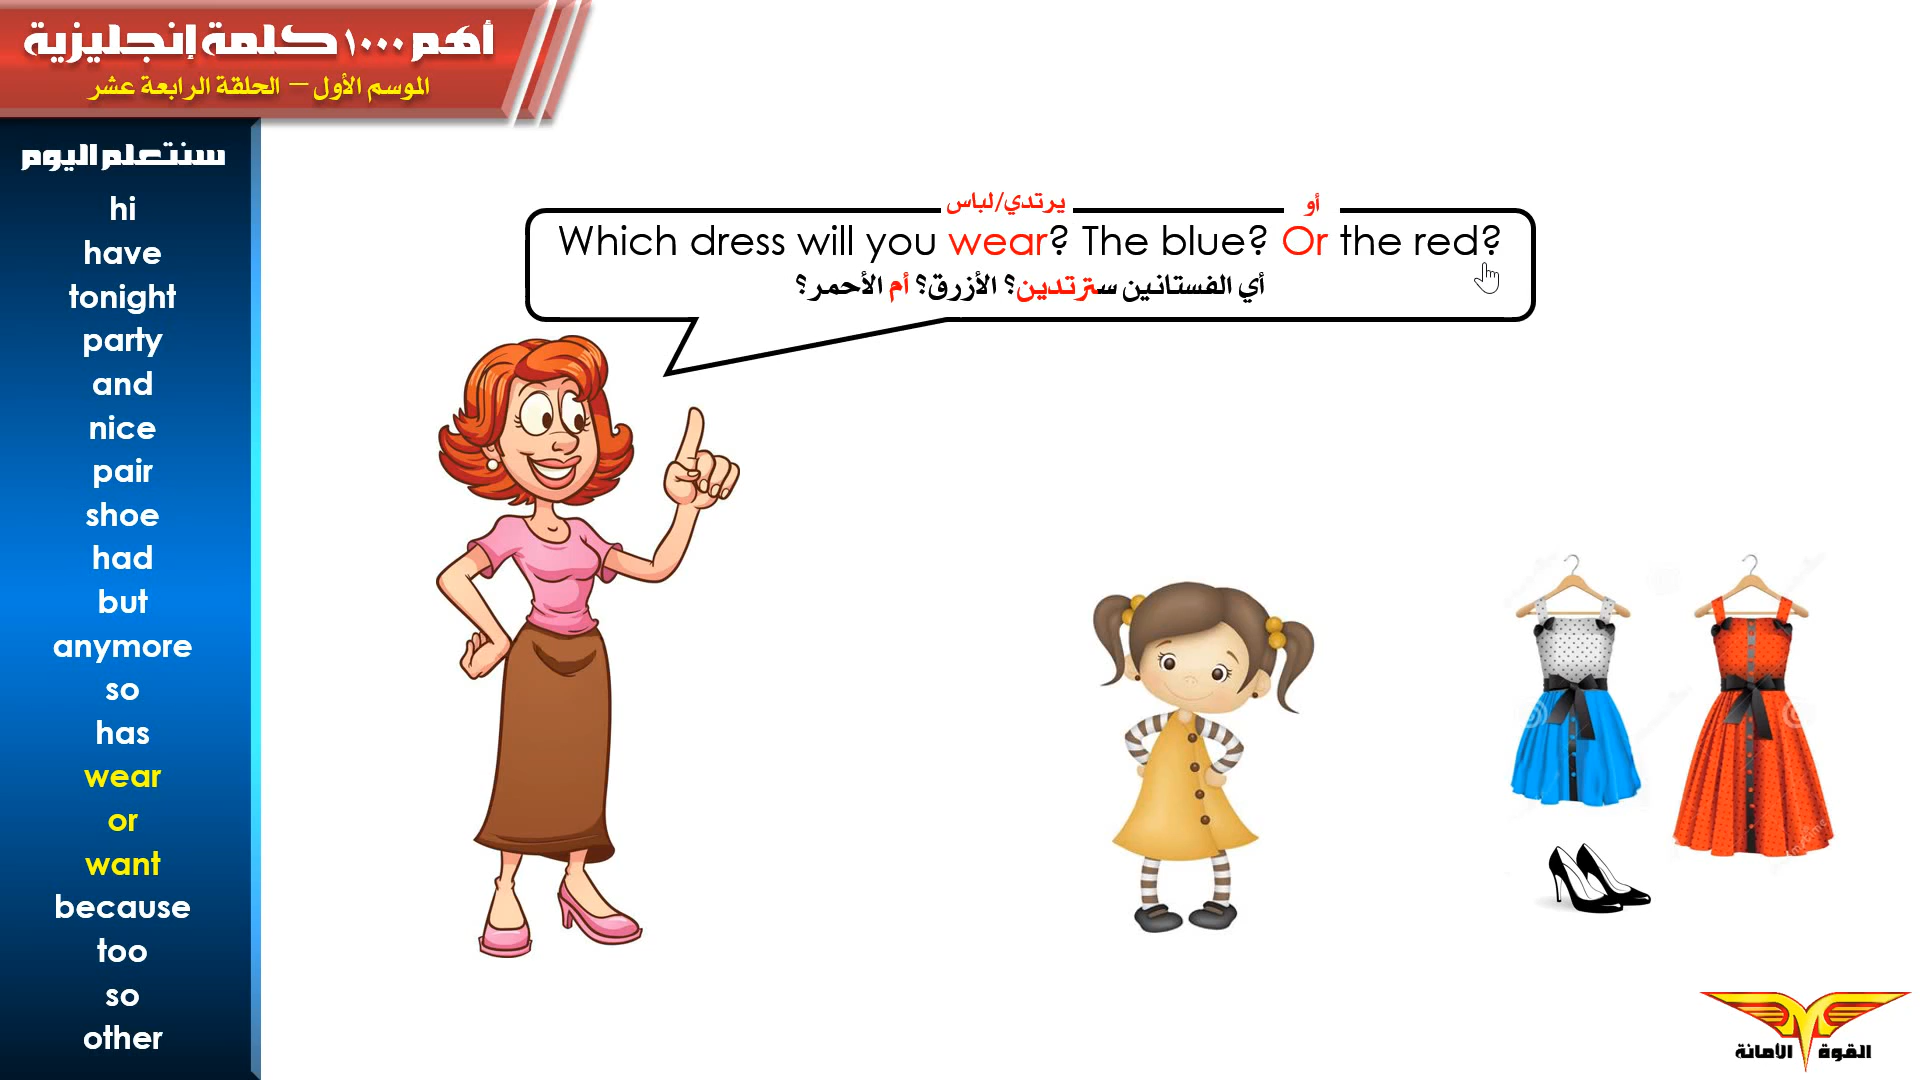 أهم ١٠٠٠ كلمة إنجليزية
الموسم الأول – الحلقة الرابعة عشر
سنتعلم اليوم
hi
have
tonight
party
and
nice
pair
shoe
had
but
anymore
so
has
wear
or
want
because
too
so
other
يرتدي/لباس
أو
Which dress will you wear? The blue? Or the red?
أي الفستانين سترتدين؟ الأزرق؟ أم الأحمر؟
القوة الأمانة